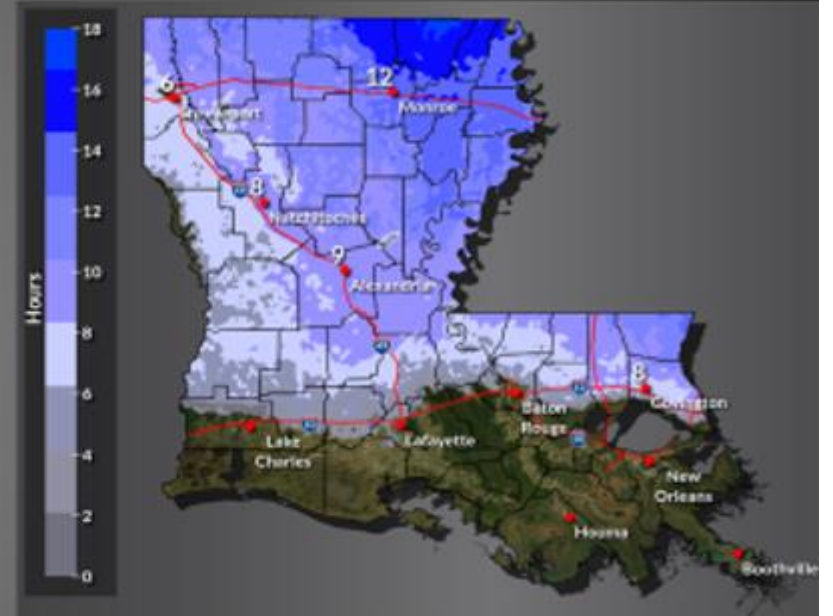 18
16
14
12
10
8
6
4
2
0
Hours
6
Shreveport
12
Monroe
8
Natchitoches
9
Alexandria
8
Covington
Baton
Rouge
Lake
Charles
Lafayette
New
Orleans
Houma
Boothville